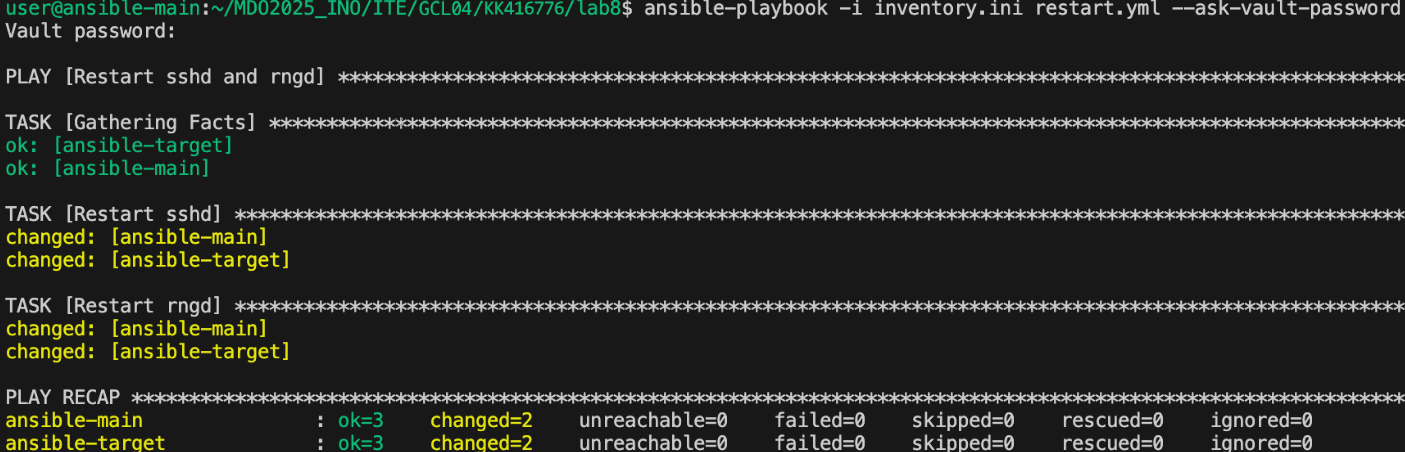 user@ansible-main:~/MDO2025_INO/ITE/GCL04/KK416776/lab8$ ansible-playbook -i inventory.ini restart.yml --ask-vault-password
Vault password:
PLAY [Restart sshd and rngd] *******************************************************************************************
TASK [Gathering Facts] *************************************************************************************************
ok: [ansible-target]
ok: [ansible-main]
TASK [Restart sshd] ****************************************************************************************************
changed: [ansible-main]
changed: [ansible-target]
TASK [Restart rngd] ****************************************************************************************************
changed: [ansible-main]
changed: [ansible-target]
PLAY RECAP *************************************************************************************************************
ansible-main               : ok=3    changed=2    unreachable=0    failed=0    skipped=0    rescued=0    ignored=0
ansible-target             : ok=3    changed=2    unreachable=0    failed=0    skipped=0    rescued=0    ignored=0